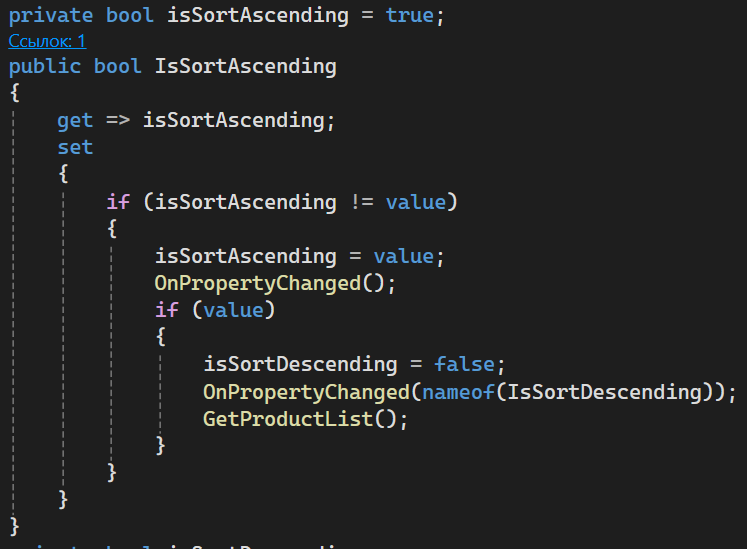 private bool isSortAscending = true;
Ссылок: 1
public bool IsSortAscending
{
get => isSortAscending;
set
{
if (isSortAscending != value)
{
isSortAscending = value;
OnPropertyChanged();
if (value)
{
isSortDescending = false;
OnPropertyChanged(nameof(IsSortDescending));
GetProductList();
}
}
}
}